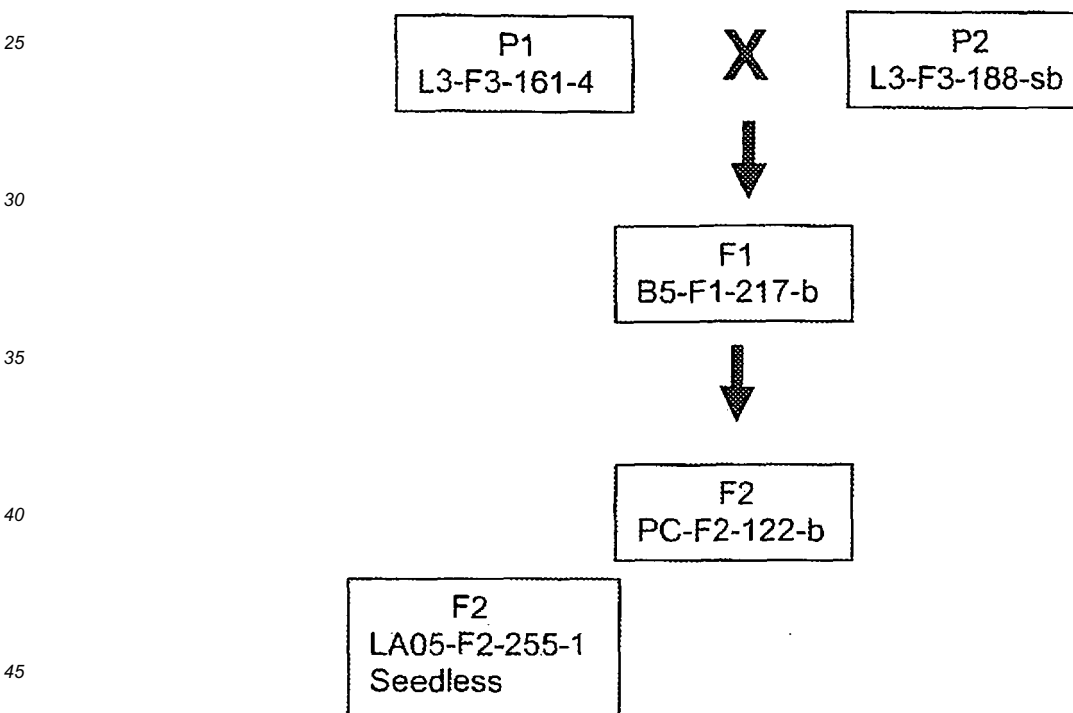 25
P1
L3-F3-161-4
X
P2
L3-F3-188-sb
30
F1
B5-F1-217-b
35
F2
PC-F2-122-b
40
F2
LA05-F2-255-1
Seedless
45